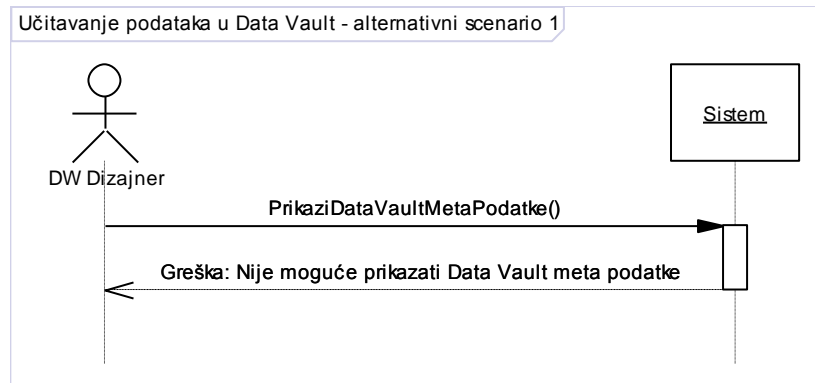 Učitavanje podataka u Data Vault - alternativni scenario 1
Sistem
DW Dizajner
PrikaziDataVaultMetaPodatke()
Greška: Nije moguće prikazati Data Vault meta podatke